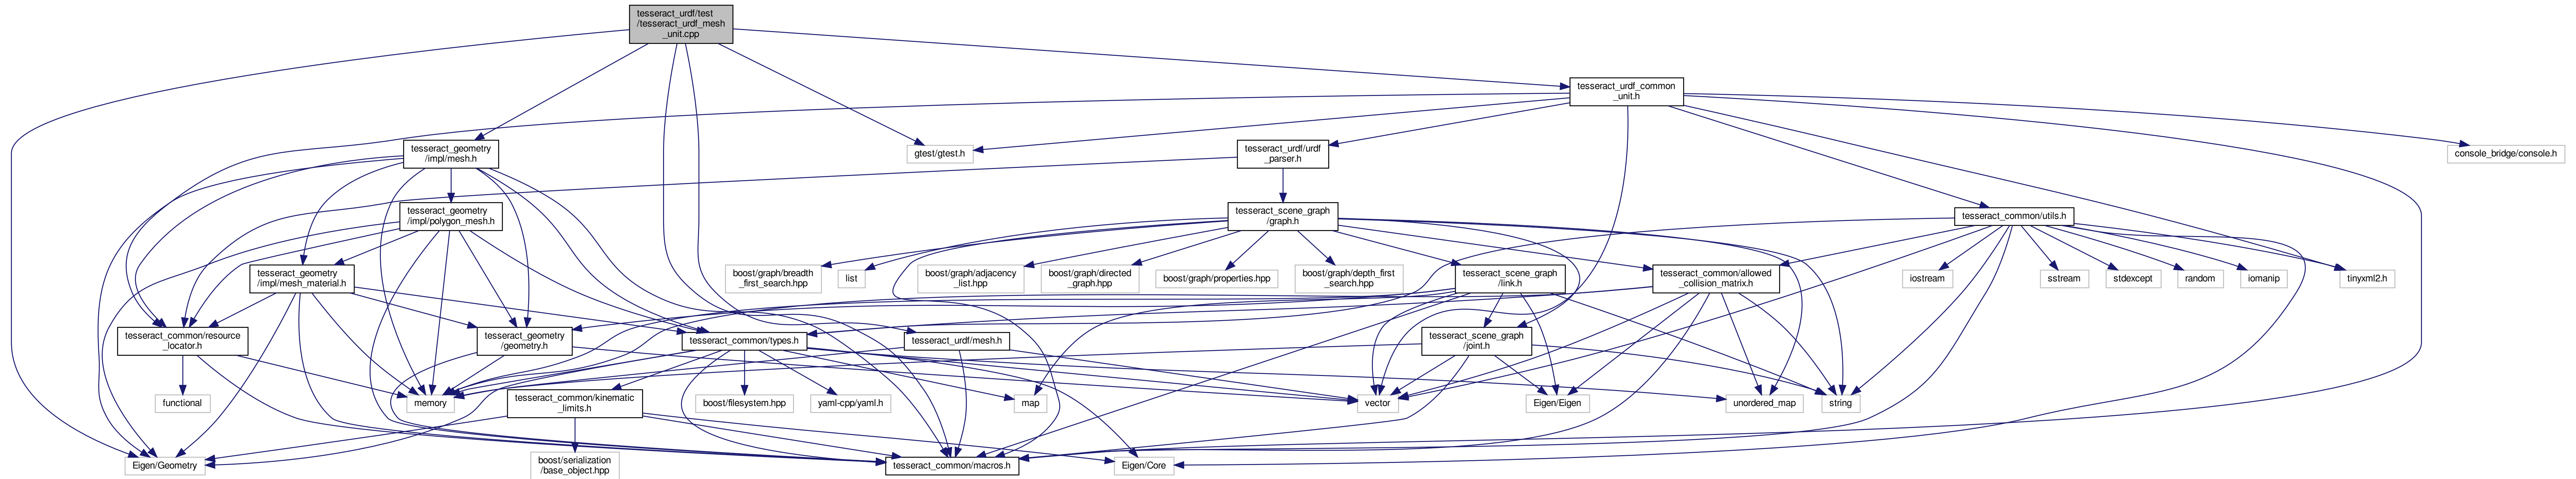 tesseract_urdf/test
/tesseract_urdf_mesh
_unit.cpp
tesseract_urdf_common
_unit.h
tesseract_geometry
/impl/mesh.h
gtest/gtest.h
tesseract_urdf/urdf
_parser.h
console_bridge/console.h
tesseract_geometry
/impl/polygon_mesh.h
tesseract_scene_graph
/graph.h
tesseract_common/utils.h
tesseract_geometry
/impl/mesh_material.h
boost/graph/breadth
_first_search.hpp
list
boost/graph/adjacency
_list.hpp
boost/graph/directed
_graph.hpp
boost/graph/properties.hpp
boost/graph/depth_first
_search.hpp
tesseract_scene_graph
/link.h
tesseract_common/allowed
_collision_matrix.h
iostream
sstream
stdexcept
random
iomanip
tinyxml2.h
tesseract_common/resource
_locator.h
tesseract_geometry
/geometry.h
tesseract_common/types.h
tesseract_urdf/mesh.h
tesseract_scene_graph
/joint.h
functional
memory
tesseract_common/kinematic
_limits.h
boost/filesystem.hpp
yaml-cpp/yaml.h
map
vector
Eigen/Eigen
unordered_map
string
Eigen/Geometry
boost/serialization
/base_object.hpp
tesseract_common/macros.h
Eigen/Core